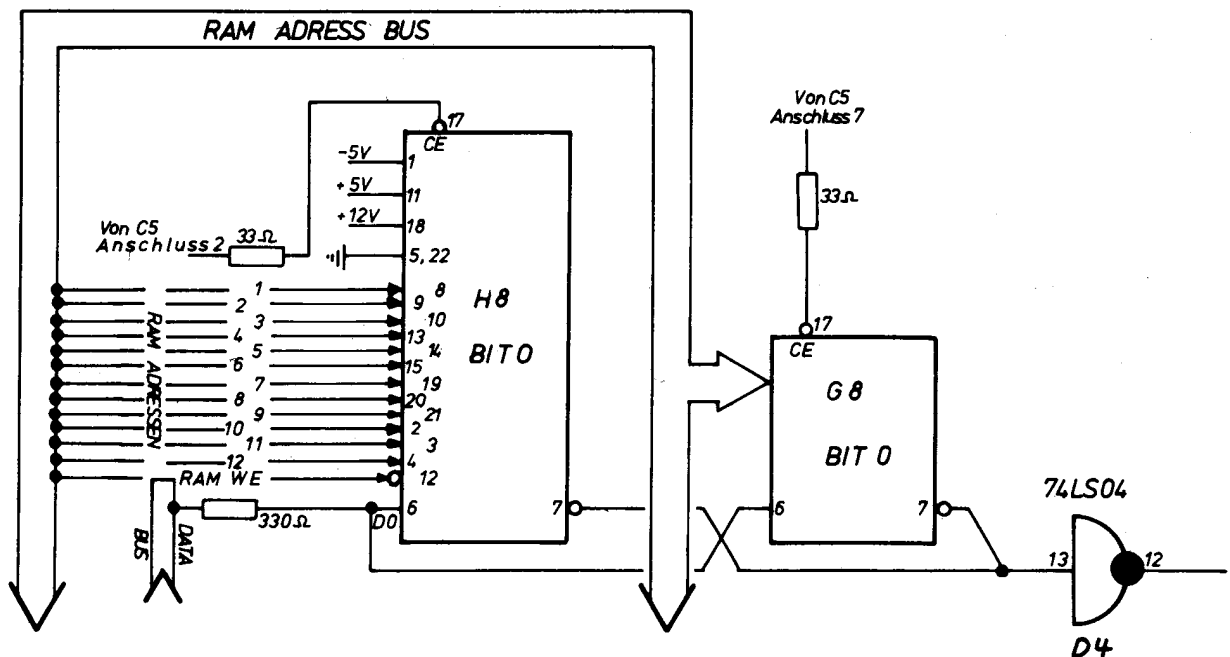 RAM ADRESS BUS
Von C5
Anschluss 7
33Ω
17
CE
-5V
1
+5V
11
+12V
18
5, 22
Von C5
Anschluss 2
33Ω
H8
BIT 0
RAM ADRESSEN
1
8
2
9
3
10
4
13
5
14
6
15
7
19
8
20
9
21
10
2
11
3
12
4
RAM WE
12
330Ω
D0
6
7
DATA
BUS
17
CE
G8
BIT 0
6
7
74LS04
13
12
D4